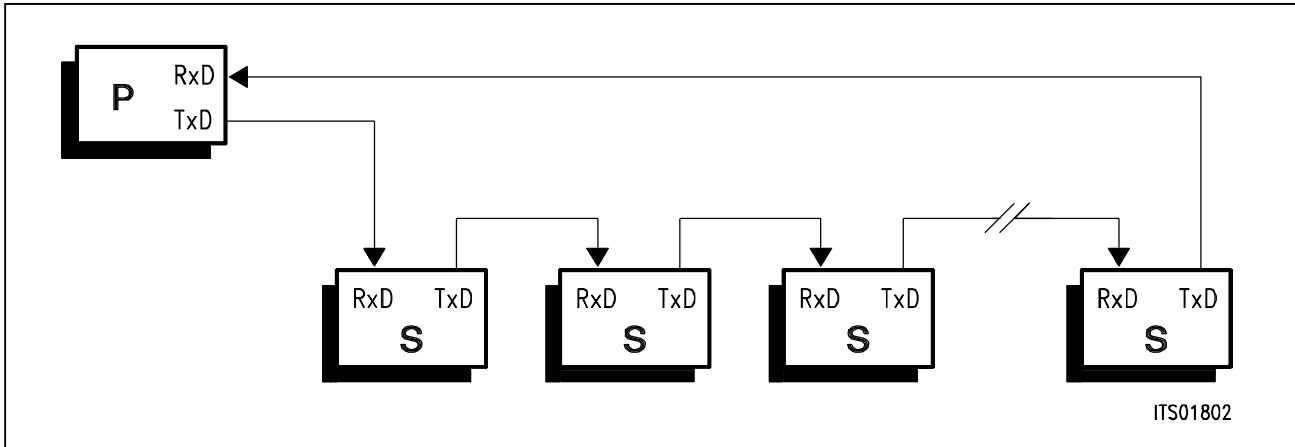 P RxD
TxD
RxD TxD
S
RxD TxD
S
RxD TxD
S
RxD TxD
S
ITS01802